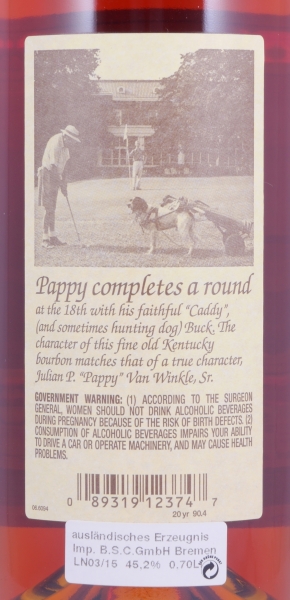 Pappy completes a round
at the 18th with his faithful "Caddy",
(and sometimes hunting dog) Buck. The
character of this fine old Kentucky
bourbon matches that of a true character,
Julian P. "Pappy" Van Winkle, Sr.
GOVERNMENT WARNING: (1) ACCORDING TO THE SURGEON
GENERAL, WOMEN SHOULD NOT DRINK ALCOHOLIC BEVERAGES
DURING PREGNANCY BECAUSE OF THE RISK OF BIRTH DEFECTS. (2)
CONSUMPTION OF ALCOHOLIC BEVERAGES IMPAIRS YOUR ABILITY
TO DRIVE A CAR OR OPERATE MACHINERY, AND MAY CAUSE HEALTH
PROBLEMS.
0 89319 12374 7
20 yr 90.4
ausländisches Erzeugnis
Imp. B.S.C.GmbH Bremen
LN03/15 45,2% 0,70L